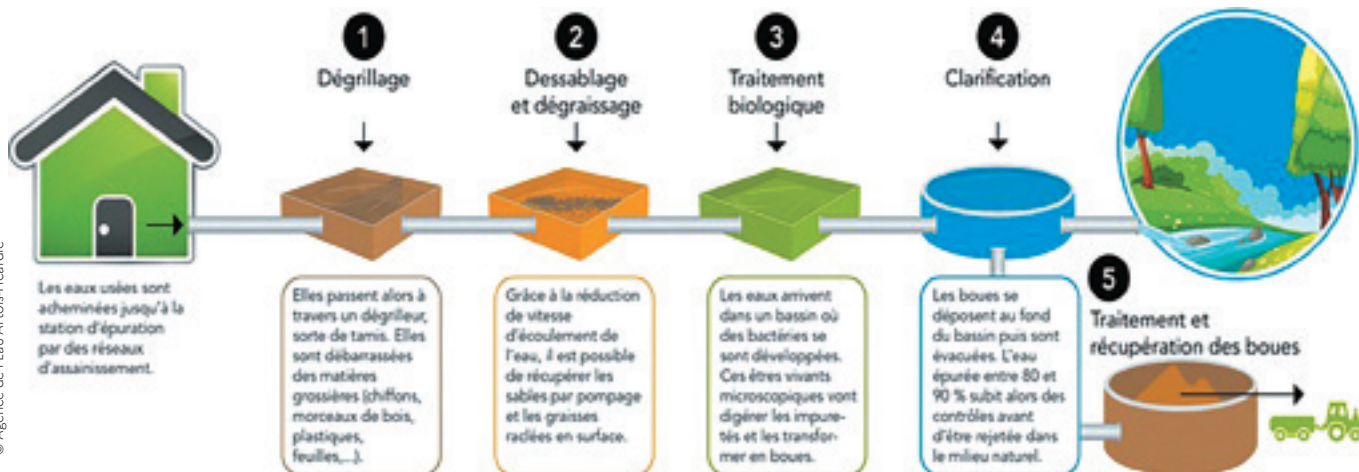 1
Dégrillage
2
Dessablage
et dégraissage
3
Traitement
biologique
4
Clarification
Les eaux usées sont
acheminées jusqu'à la
station d'épuration
par des réseaux
d'assainissement.
Elles passent alors à
travers un dégrilleur,
sorte de tamis. Elles
sont débarrassées
des matières
grossières (chiffons,
morceaux de bois,
plastiques,
feuilles,...).
Grâce à la réduction
de vitesse
d'écoulement de
l'eau, il est possible
de récupérer les
sables par pompage
et les graisses
raclées en surface.
Les eaux arrivent
dans un bassin où
des bactéries se
sont développées.
Ces êtres vivants
microscopiques vont
digérer les impure-
tés et les transfor-
mer en boues.
Les boues se
déposent au fond
du bassin puis sont
évacuées. L'eau
épurée entre 80 et
90 % subit alors des
contrôles avant
d'être rejetée dans
le milieu naturel.
5
Traitement et
récupération des boues
© Agence de l'Eau Artois-Picardie